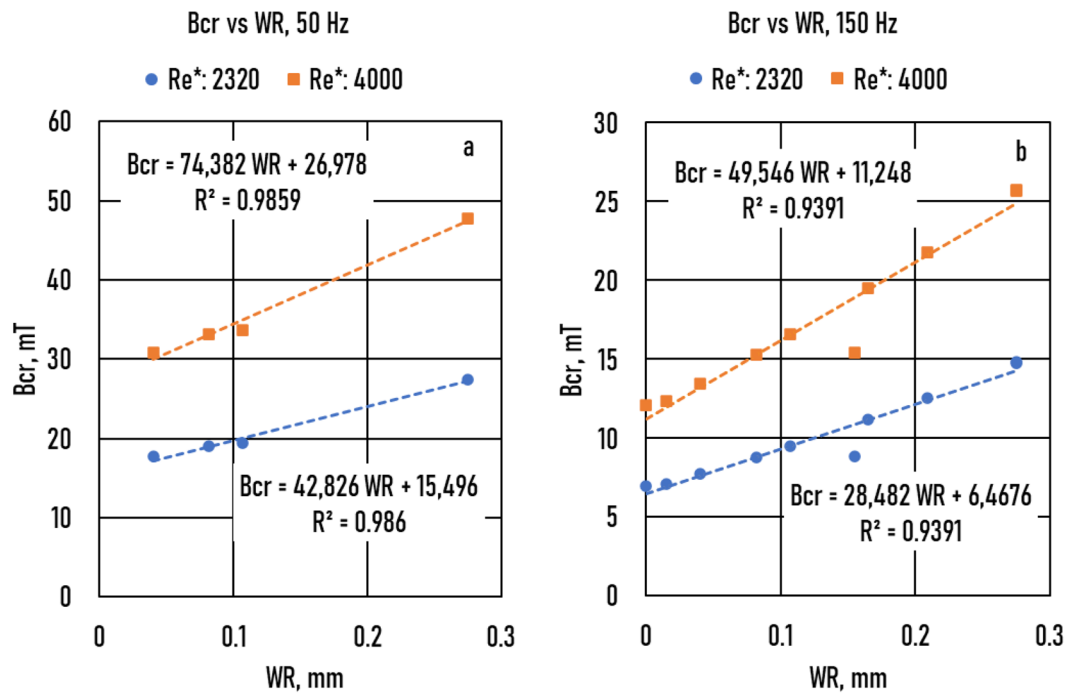 Bcr vs WR, 50 Hz
Re*: 2320 Re*: 4000
60
50
40
30
20
10
0
Bcr, mT
a
Bcr = 74,382 WR + 26,978
R² = 0.9859
Bcr = 42,826 WR + 15,496
R² = 0.986
0 0.1 0.2 0.3
WR, mm
Bcr vs WR, 150 Hz
Re*: 2320 Re*: 4000
30
25
20
15
10
5
0
Bcr, mT
b
Bcr = 49,546 WR + 11,248
R² = 0.9391
Bcr = 28,482 WR + 6,4676
R² = 0.9391
0 0.1 0.2 0.3
WR, mm